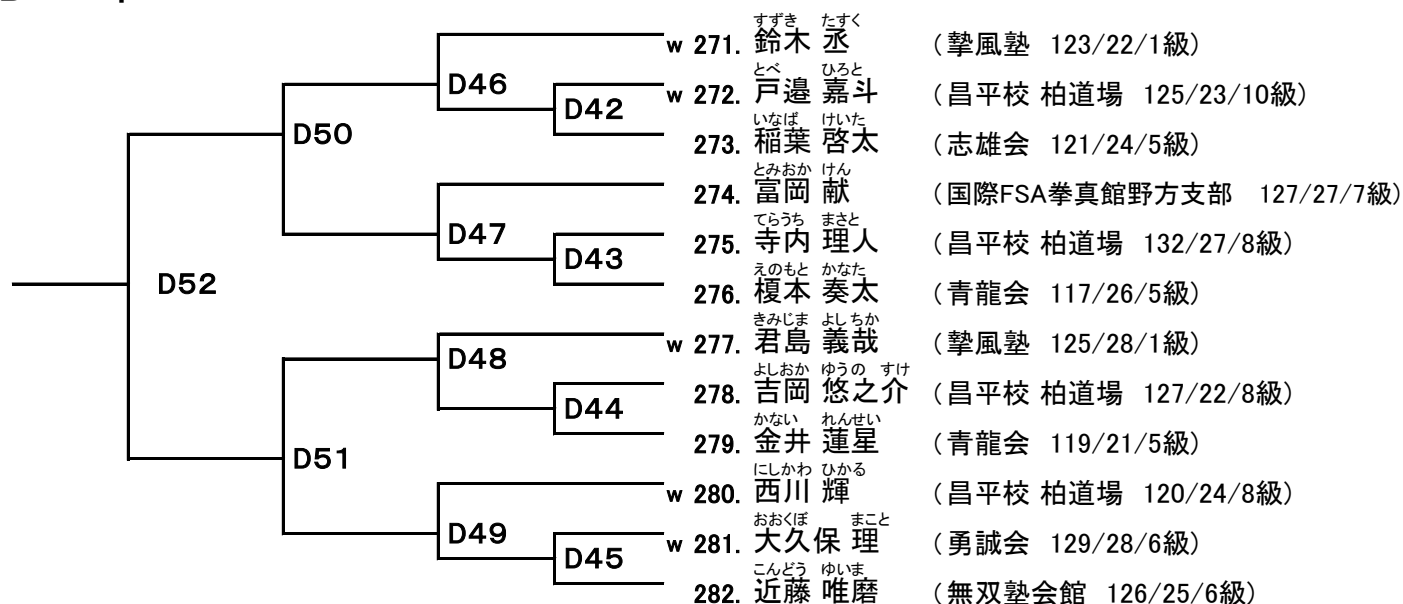 すずき たすく
D46 w 271. 鈴木 丞 (摯風塾 123/22/1級)
とべ ひろと
D42 w 272. 戸邉 嘉斗 (昌平校 柏道場 125/23/10級)
いなば けいた
D50 273. 稲葉 啓太 (志雄会 121/24/5級)
とみおか けん
274. 富岡 献 (国際FSA拳真館野方支部 127/27/7級)
てらうち まさと
D47 275. 寺内 理人 (昌平校 柏道場 132/27/8級)
えのもと かなた
D52 D43 276. 榎本 奏太 (青龍会 117/26/5級)
きみじま よしちか
D48 w 277. 君島 義哉 (摯風塾 125/28/1級)
よしおか ゆうの すけ
D44 278. 吉岡 悠之介 (昌平校 柏道場 127/22/8級)
かない れんせい
D51 279. 金井 蓮星 (青龍会 119/21/5級)
にしかわ ひかる
w 280. 西川 輝 (昌平校 柏道場 120/24/8級)
おおくぼ まこと
D49 w 281. 大久保 理 (勇誠会 129/28/6級)
こんどう ゆいま
D45 282. 近藤 唯磨 (無双塾会館 126/25/6級)